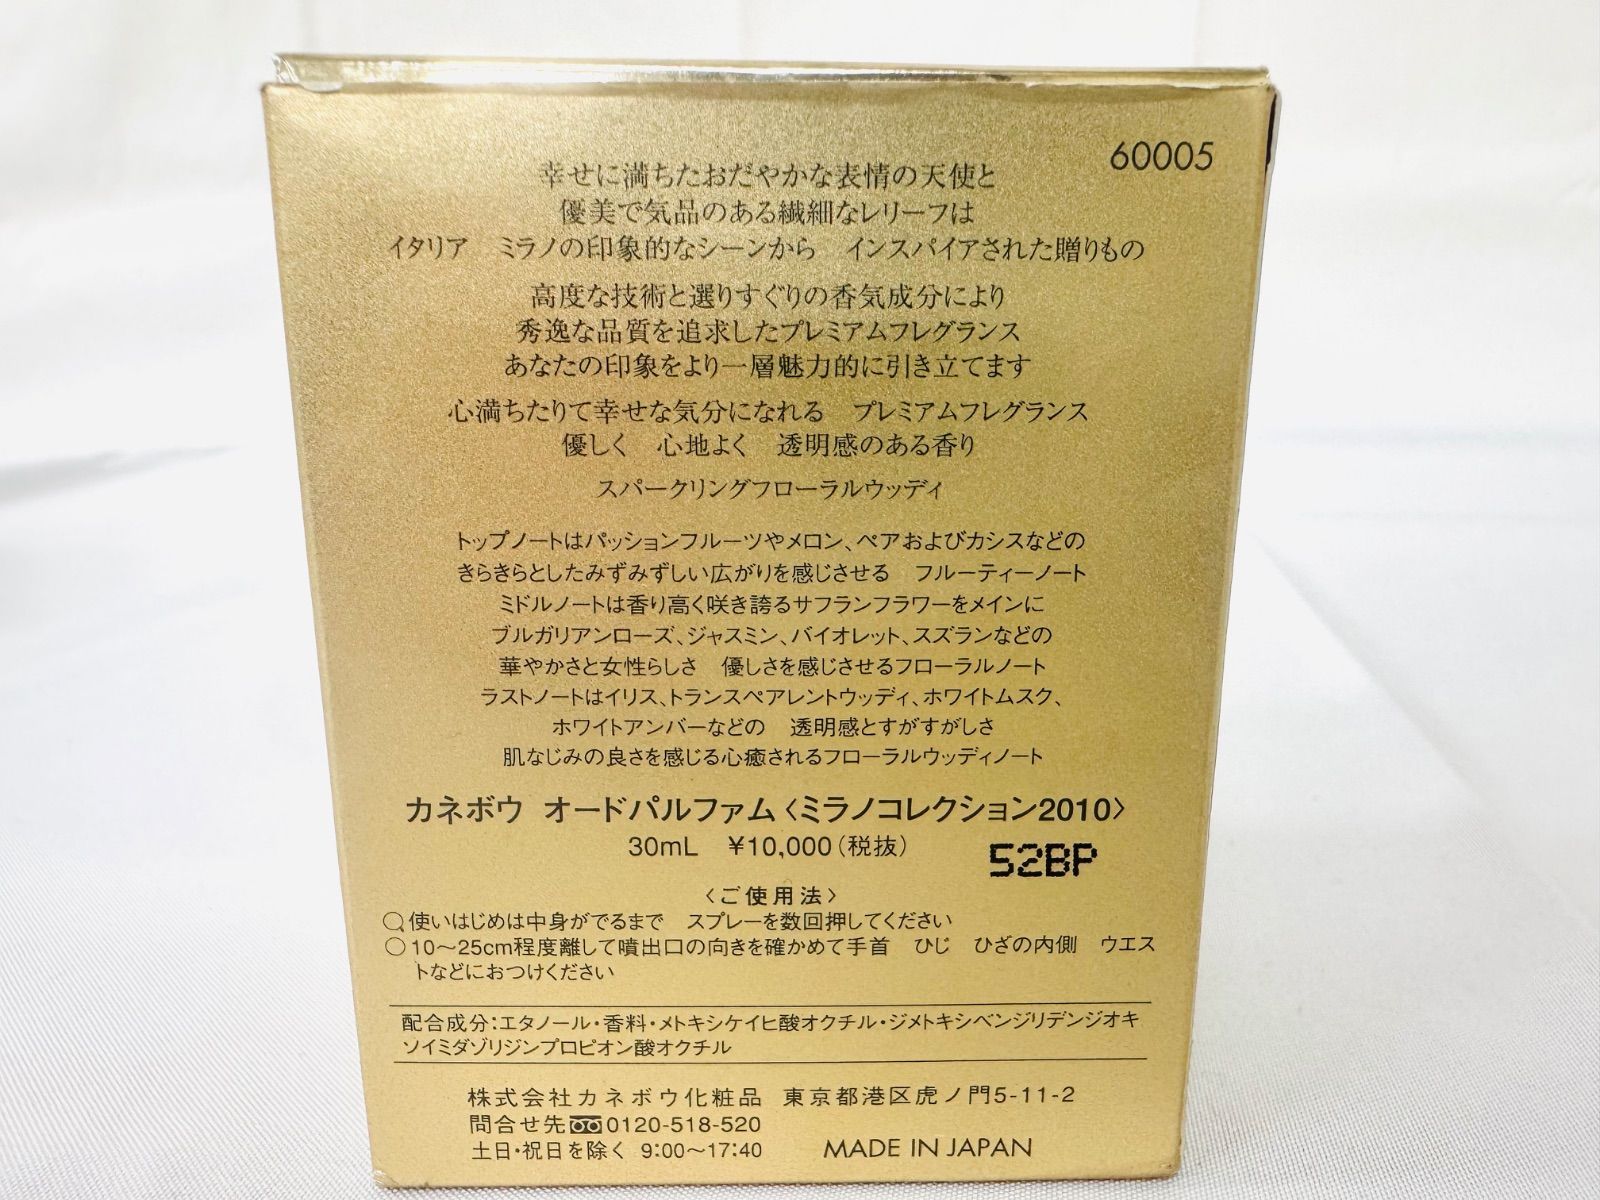 60005
幸せに満ちたおだやかな表情の天使と
優美で気品のある繊細なレリーフは
イタリア　ミラノの印象的なシーンから　インスパイアされた贈りもの
高度な技術と選りすぐりの香気成分により
秀逸な品質を追求したプレミアムフレグランス
あなたの印象をより一層魅力的に引き立てます
心満ちたりて幸せな気分になれる　プレミアムフレグランス
優しく　心地よく　透明感のある香り
スパークリングフローラルウッディ
トップノートはパッションフルーツやメロン、ペアおよびカシスなどの
きらきらとしたみずみずしい広がりを感じさせる　フルーティーノート
ミドルノートは香り高く咲き誇るサフランフラワーをメインに
ブルガリアンローズ、ジャスミン、バイオレット、スズランなどの
華やかさと女性らしさ　優しさを感じさせるフローラルノート
ラストノートはイリス、トランスペアレントウッディ、ホワイトムスク、
ホワイトアンバーなどの　透明感とすがすがしさ
肌なじみの良さを感じる心癒されるフローラルウッディノート
カネボウ オードパルファム〈ミラノコレクション2010〉
30mL　¥10,000（税抜）
52BP
〈ご使用法〉
○使いはじめは中身がでるまで　スプレーを数回押してください
○10〜25cm程度離して噴出口の向きを確かめて手首　ひじ　ひざの内側　ウエス
トなどにおつけください
配合成分：エタノール・香料・メトキシケイヒ酸オクチル・ジメトキシベンジリデンジオキ
ソイミダゾリジンプロピオン酸オクチル
株式会社カネボウ化粧品　東京都港区虎ノ門5-11-2
問合せ先 0120-518-520
土日・祝日を除く 9:00〜17:40
MADE IN JAPAN